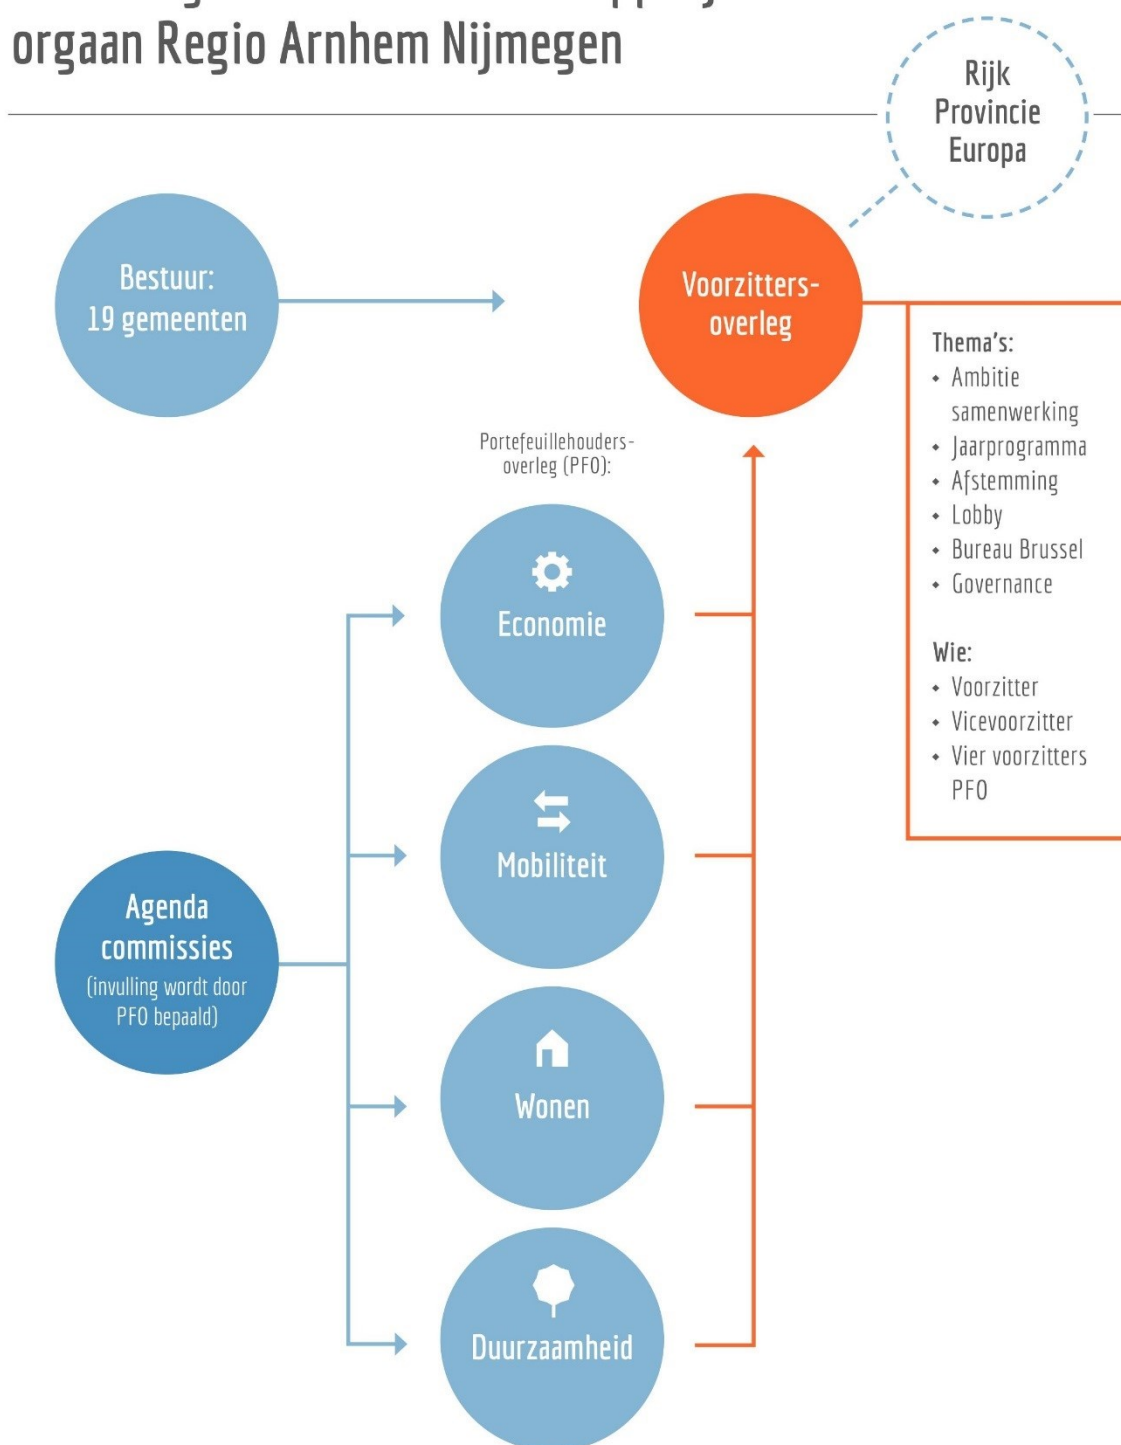 orgaan Regio Arnhem Nijmegen
Rijk
Provincie
Europa
Bestuur:
19 gemeenten
Voorzitters-
overleg
Thema's:
• Ambitie
samenwerking
• Jaarprogramma
• Afstemming
• Lobby
• Bureau Brussel
• Governance
Wie:
• Voorzitter
• Vicevoorzitter
• Vier voorzitters
PFO
Portefeuillehouders-
overleg (PFO):
Economie
Mobiliteit
Agenda
commissies
(invulling wordt door
PFO bepaald)
Wonen
Duurzaamheid